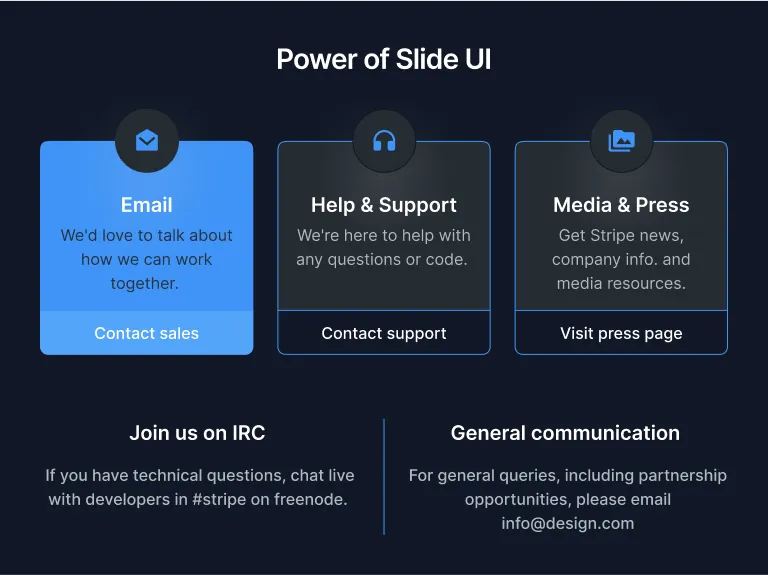 Power of Slide UI
Email
We'd love to talk about
how we can work
together.
Contact sales
Help & Support
We're here to help with
any questions or code.
Contact support
Media & Press
Get Stripe news,
company info. and
media resources.
Visit press page
Join us on IRC
If you have technical questions, chat live
with developers in #stripe on freenode.
General communication
For general queries, including partnership
opportunities, please email
info@design.com